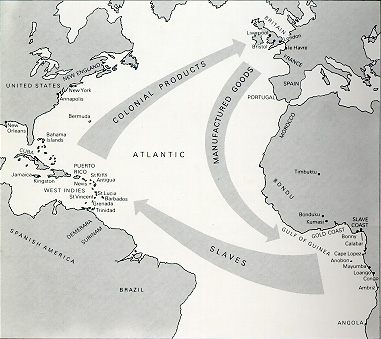 BRITAIN
Liverpool
London
Bristol
le Havre
FRANCE
NEW ENGLAND
UNITED STATES
New York
Annapolis
COLONIAL PRODUCTS
MANUFACTURED GOODS
PORTUGAL
SPAIN
Bermuda
New
Orleans
Bahama
Islands
CUBA
MOROCCO
ATLANTIC
PUERTO
RICO
St Kitts
Antigua
Nevis
Jamaica
Kingston
WEST INDIES
St Lucia
St Vincent
Barbados
Grenada
Trinidad
Timbuktu
BONDU
Bonduku
Kumasi
SLAVE
COAST
GOLD COAST
Bonny
Calabar
GULF OF GUINEA
DEMERARA
SURINAM
SPANISH AMERICA
SLAVES
Cape Lopez
Anobon
Mayumba
Loango
Congo
Ambriz
BRAZIL
ANGOLA